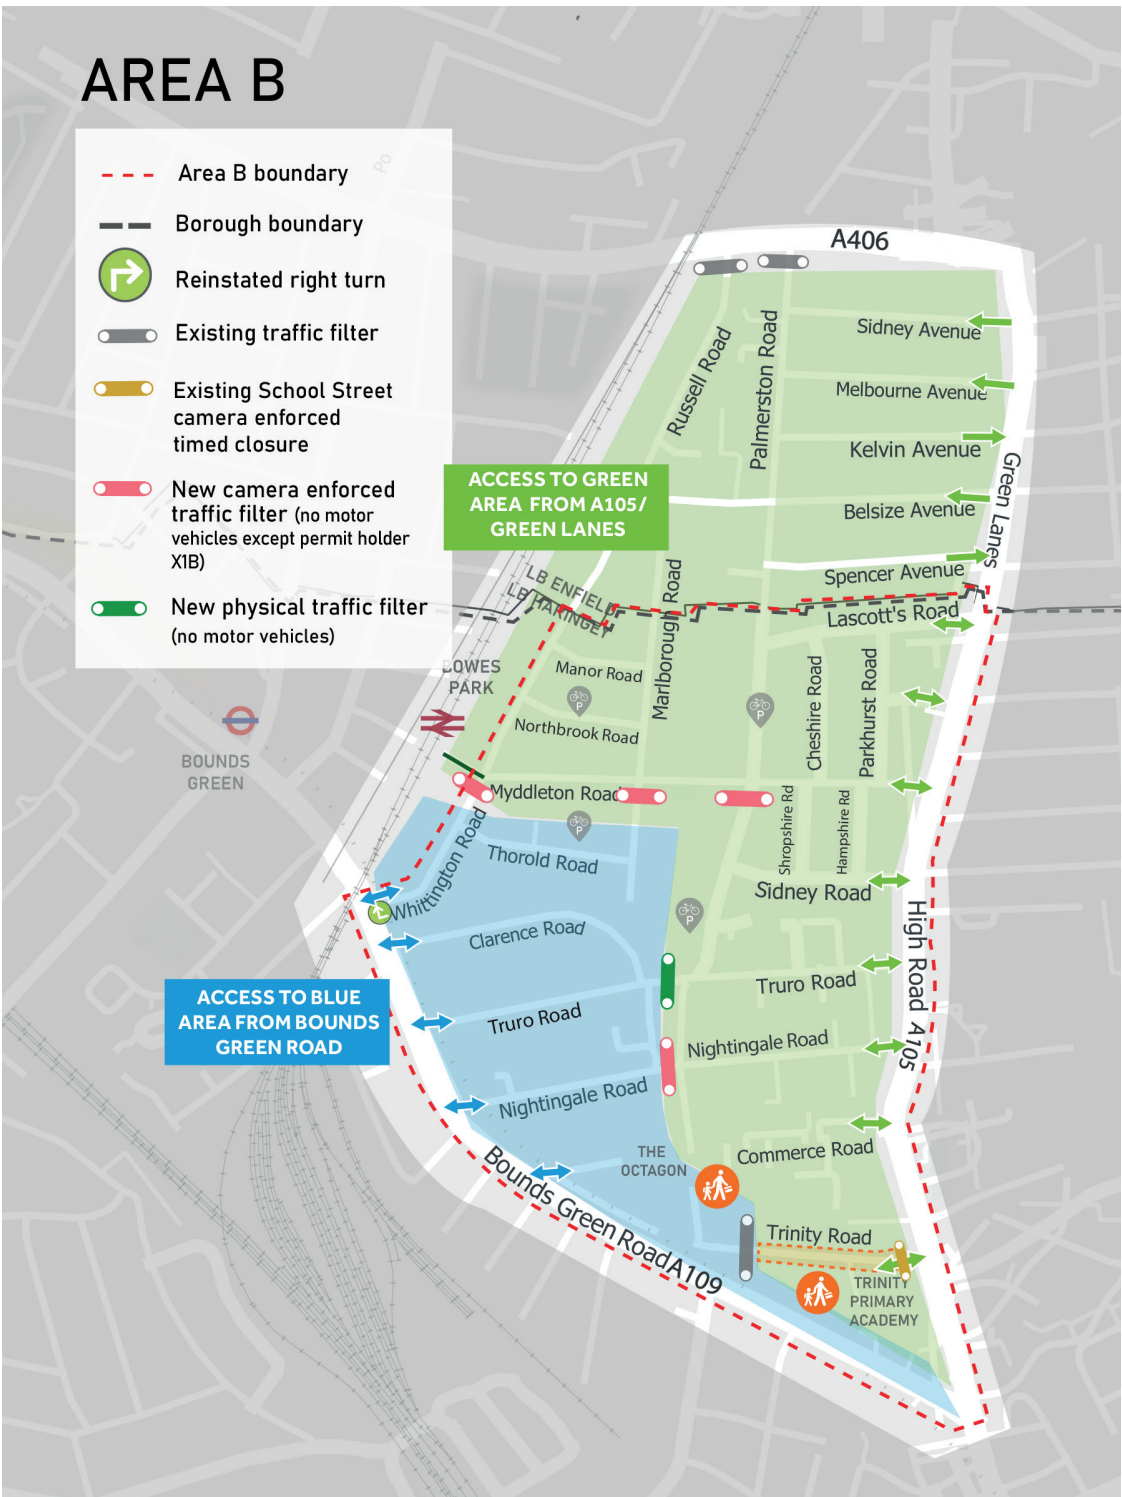 AREA B
Area B boundary
Borough boundary
Reinstated right turn
Existing traffic filter
Existing School Street
camera enforced
timed closure
New camera enforced
traffic filter (no motor
vehicles except permit holder
X1B)
New physical traffic filter
(no motor vehicles)
Po
A406
Sidney Avenue
Russell Road
Palmerston Road
Melbourne Avenue
Kelvin Avenue
Green Lanes
ACCESS TO GREEN
AREA FROM A105/
GREEN LANES
Belsize Avenue
Spencer Avenue
LB ENFIELD
LB HARINGEY
Lascott's Road
Marlborough Road
BOWES
PARK
Manor Road
Cheshire Road
Parkhurst Road
P
P
Northbrook Road
BOUNDS
GREEN
Myddleton Road
P
Shropshire Rd
Hampshire Rd
Whittington Road
Thorold Road
Sidney Road
P
Clarence Road
High Road A105
ACCESS TO BLUE
AREA FROM BOUNDS
GREEN ROAD
Truro Road
Truro Road
Nightingale Road
Nightingale Road
THE
OCTAGON
Commerce Road
Bounds Green Road A109
Trinity Road
TRINITY
PRIMARY
ACADEMY